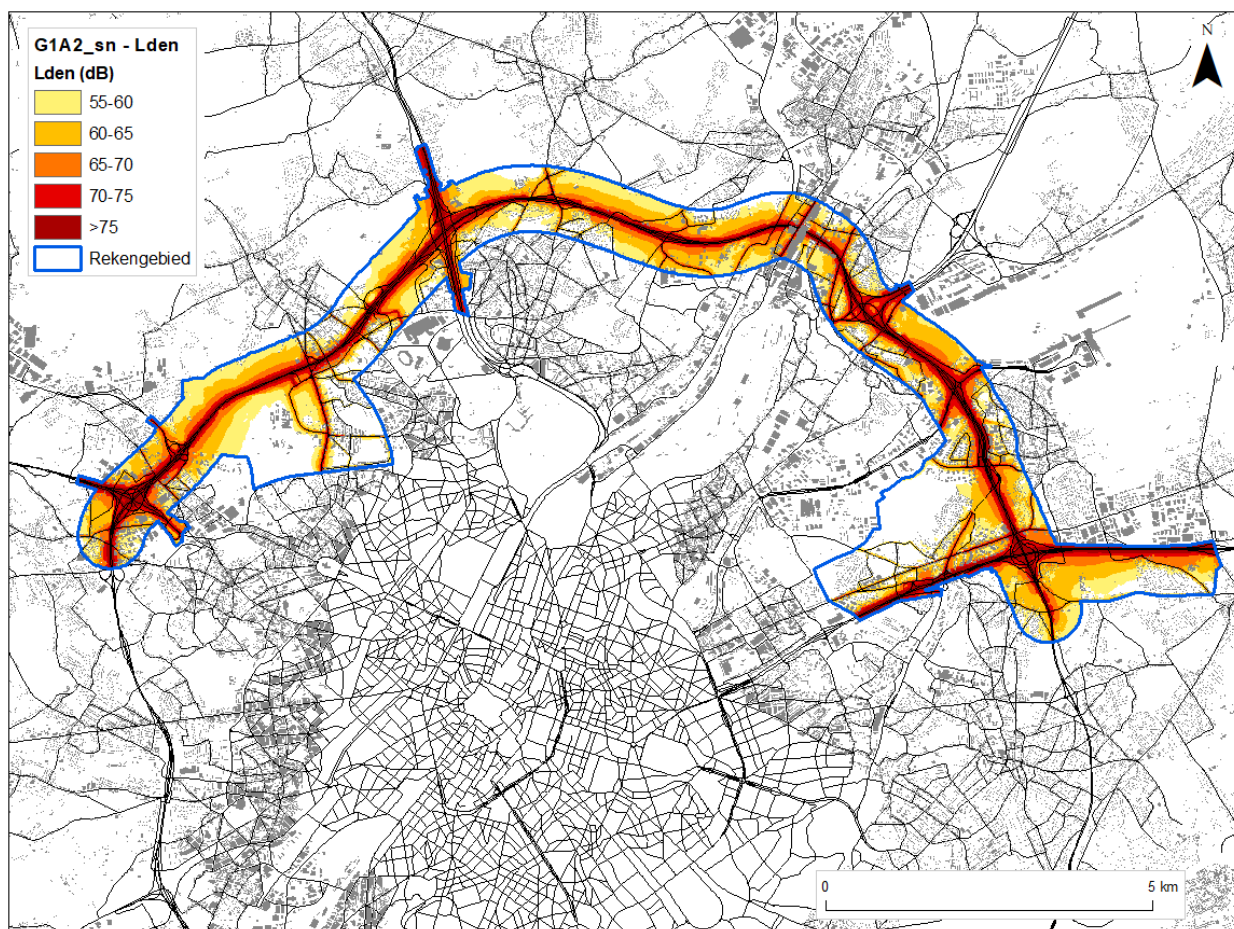 G1A2_sn - Lden
Lden (dB)
55-60
60-65
65-70
70-75
>75
Rekengebied
N
0 5 km